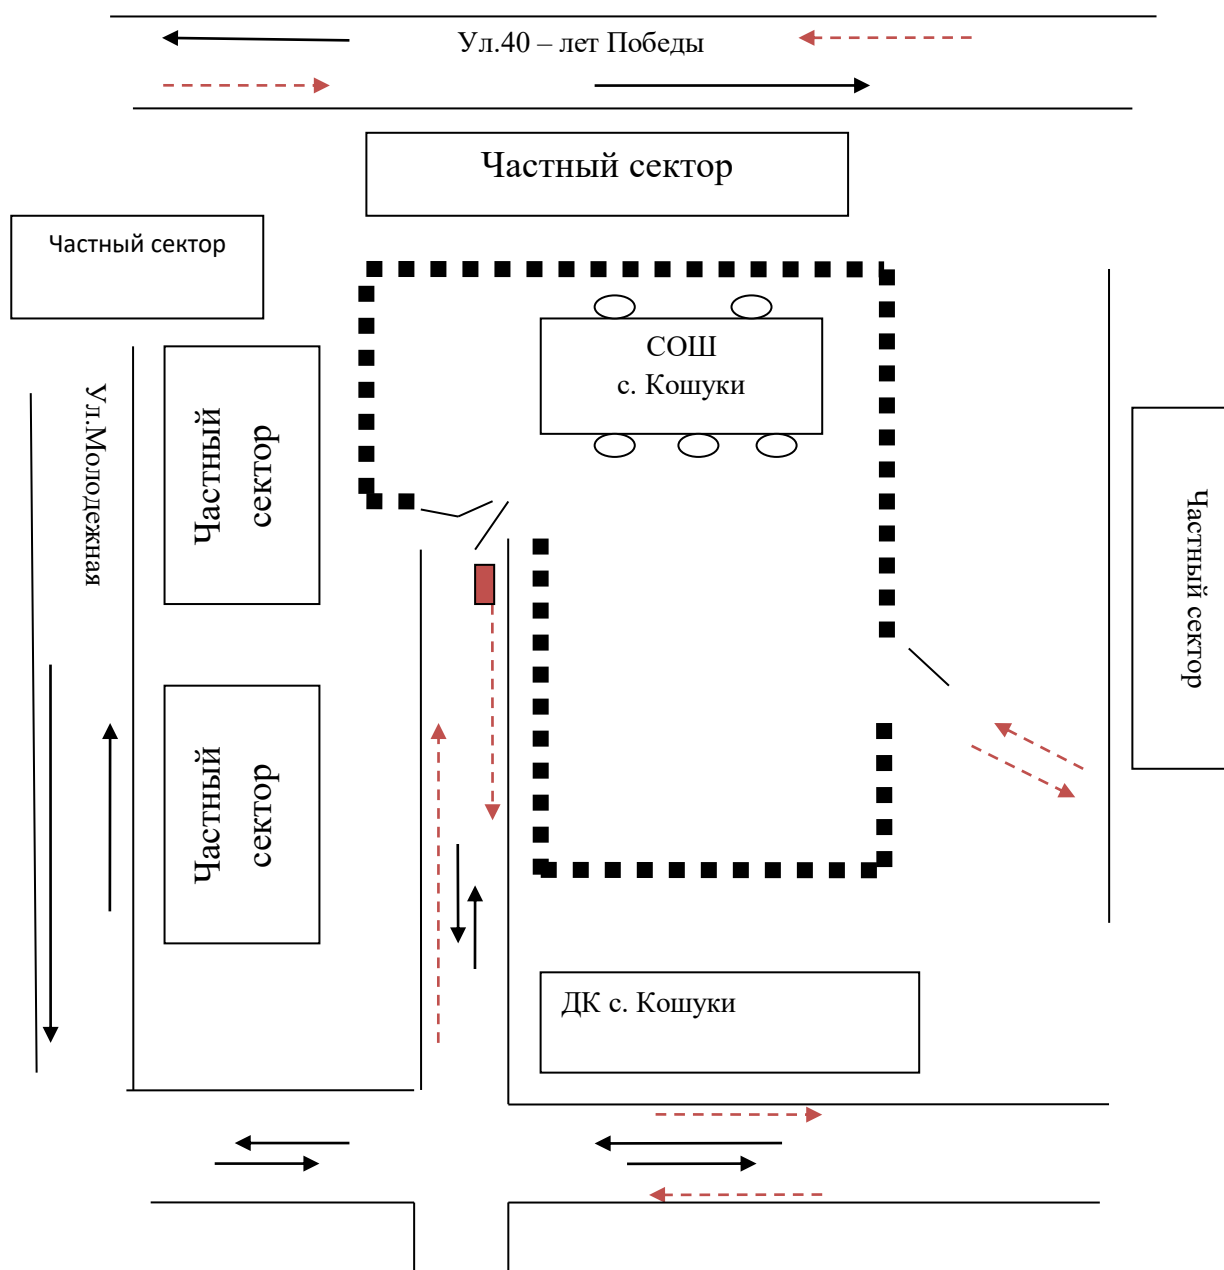 Ул.40 – лет Победы
Частный сектор
Частный сектор
СОШ
с. Кошуки
Ул.Молодежная
Частный
сектор
Частный сектор
Частный
сектор
ДК с. Кошуки